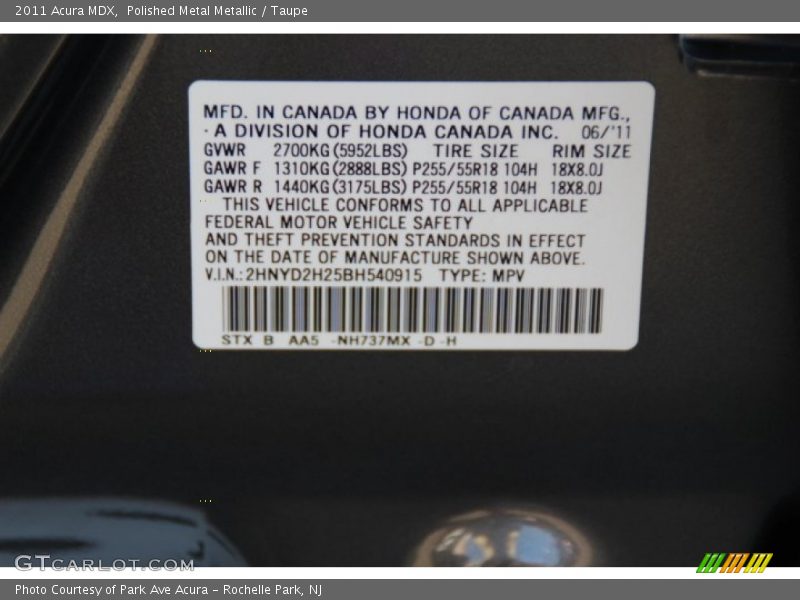 2011 Acura MDX,  Polished Metal Metallic / Taupe
MFD. IN CANADA BY HONDA OF CANADA MFG.,
- A DIVISION OF HONDA CANADA INC. 06/'11
GVWR 2700KG(5952LBS) TIRE SIZE RIM SIZE
GAWR F 1310KG(2888LBS) P255/55R18 104H 18X8.0J
GAWR R 1440KG(3175LBS) P255/55R18 104H 18X8.0J
THIS VEHICLE CONFORMS TO ALL APPLICABLE
FEDERAL MOTOR VEHICLE SAFETY
AND THEFT PREVENTION STANDARDS IN EFFECT
ON THE DATE OF MANUFACTURE SHOWN ABOVE.
V.I.N.:2HNYD2H25BH540915 TYPE: MPV
STX B AA5 -NH737MX -D -H
GTCARLOT.COM
Photo Courtesy of Park Ave Acura - Rochelle Park, NJ